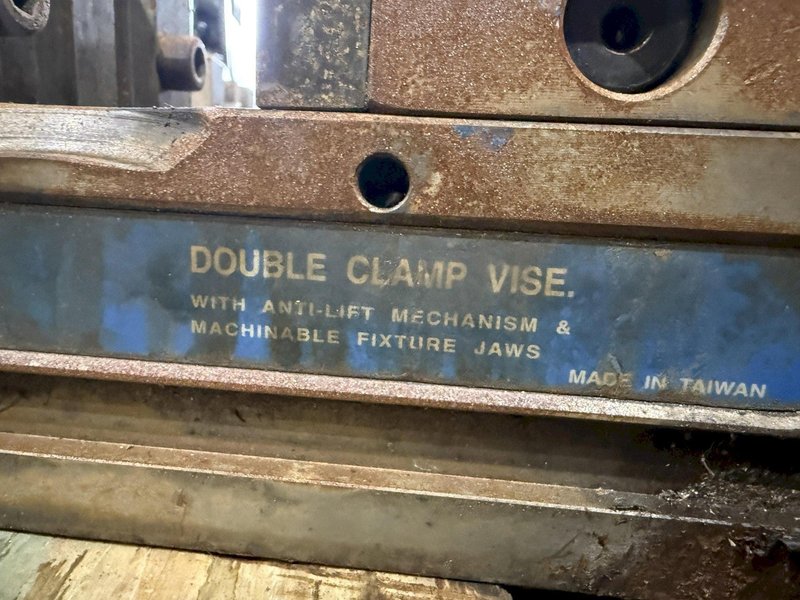 DOUBLE CLAMP VISE.
WITH ANTI-LIFT MECHANISM &
MACHINABLE FIXTURE JAWS
MADE IN TAIWAN